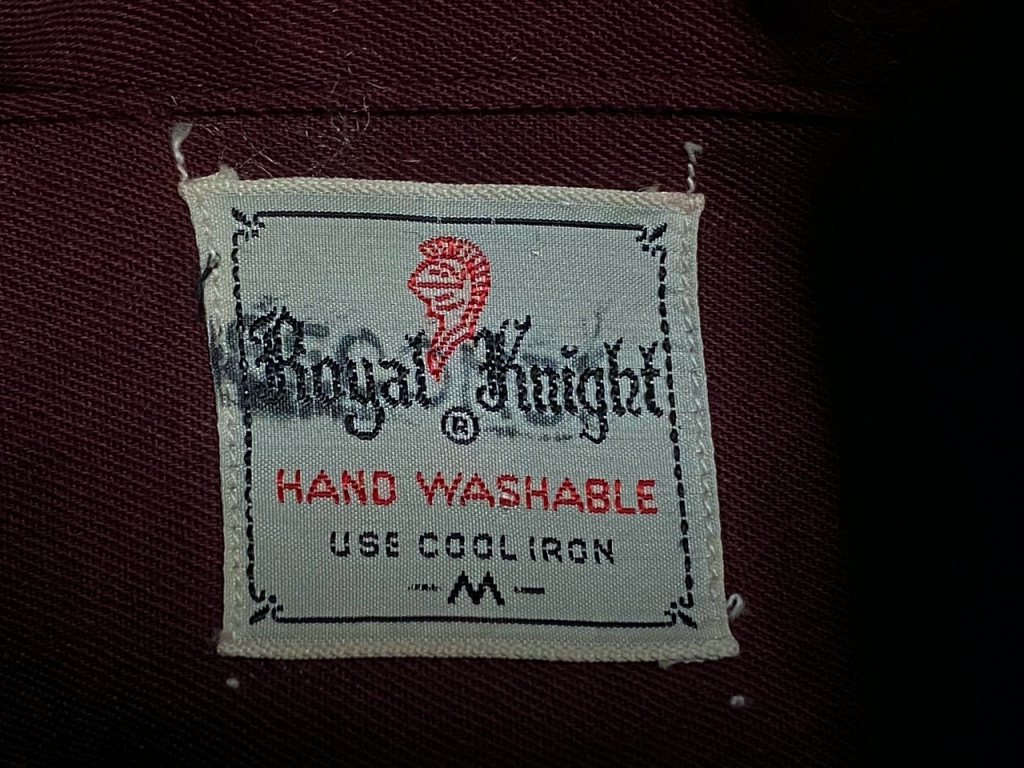 Royal Knight
®
HAND WASHABLE
USE COOL IRON
M